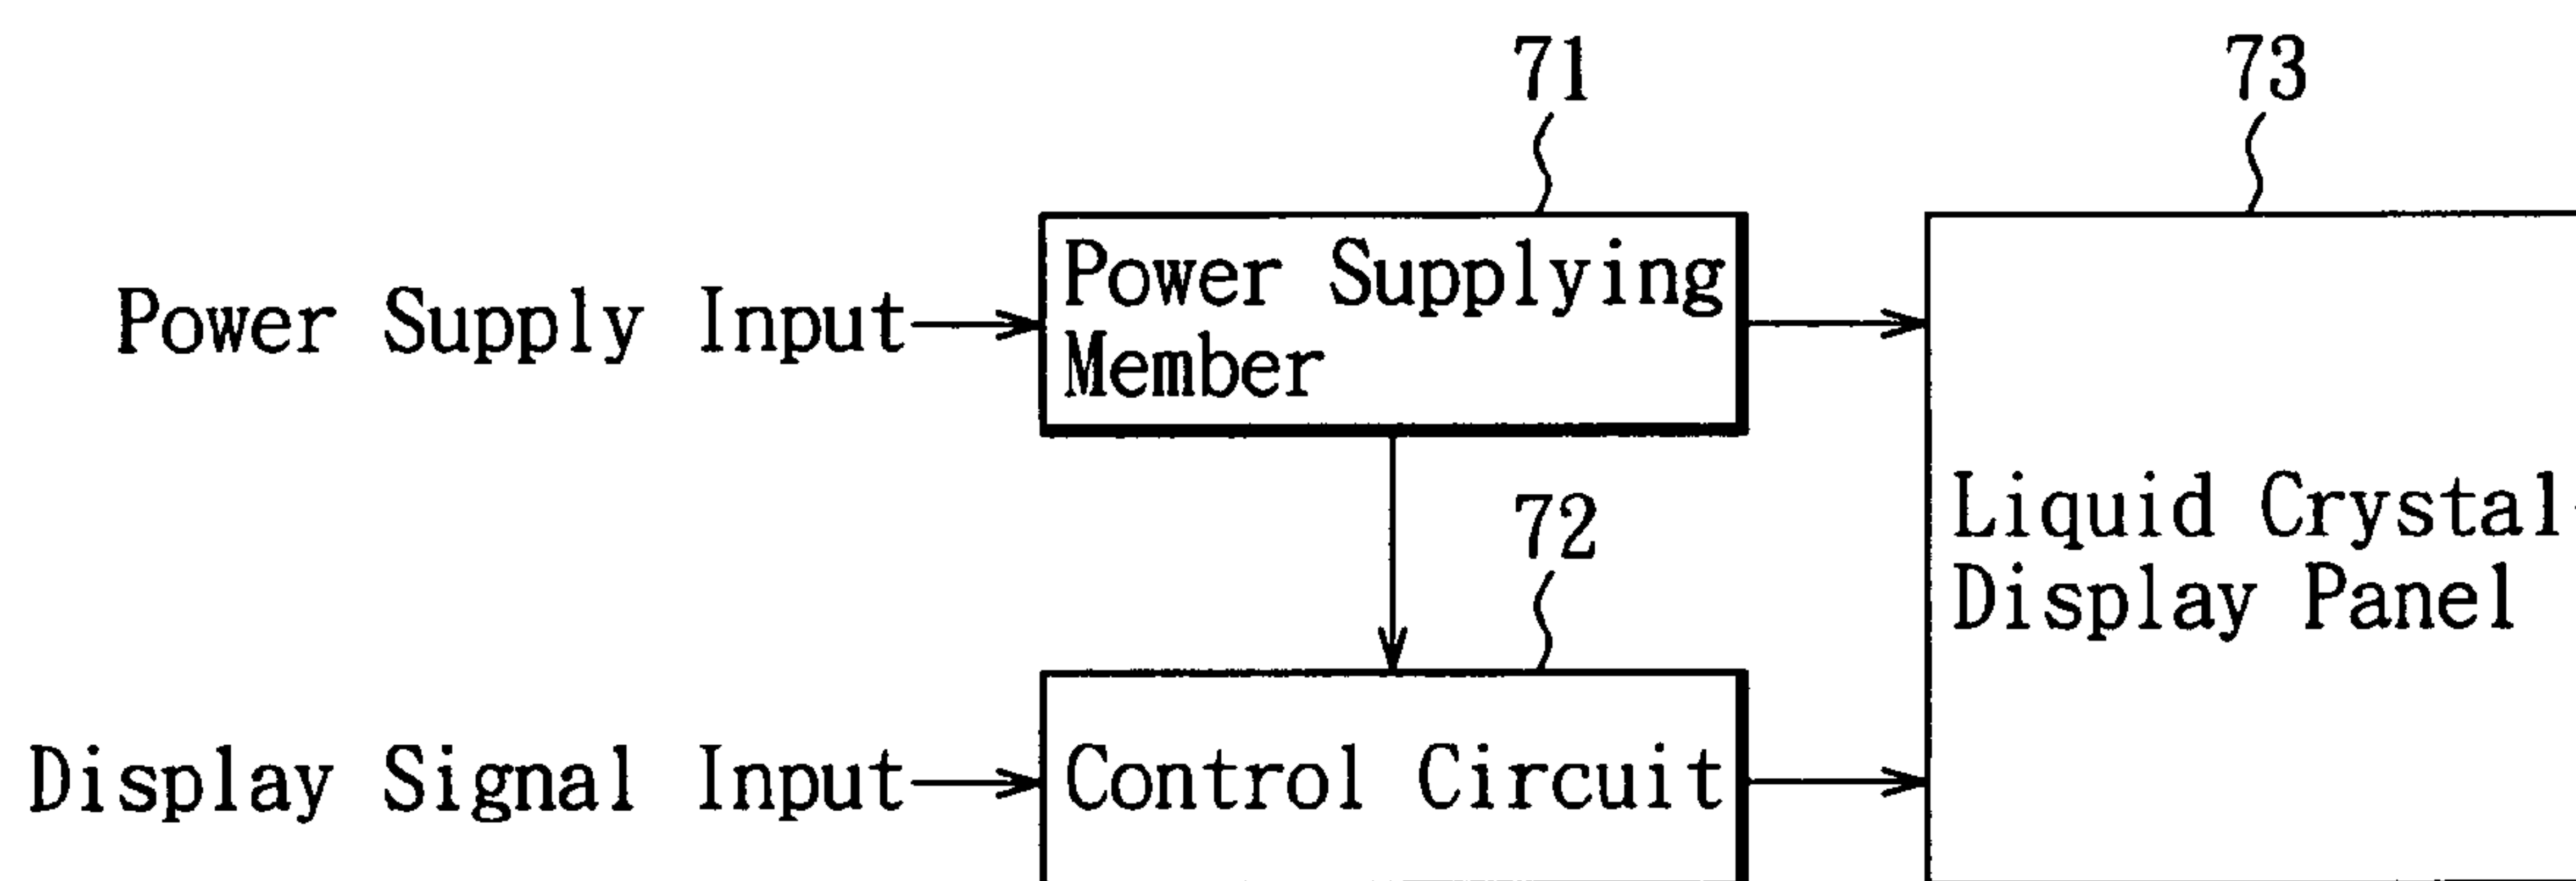 71
73
Power Supply Input
Power Supplying
Member
72
Liquid Crystal
Display Panel
Display Signal Input
Control Circuit